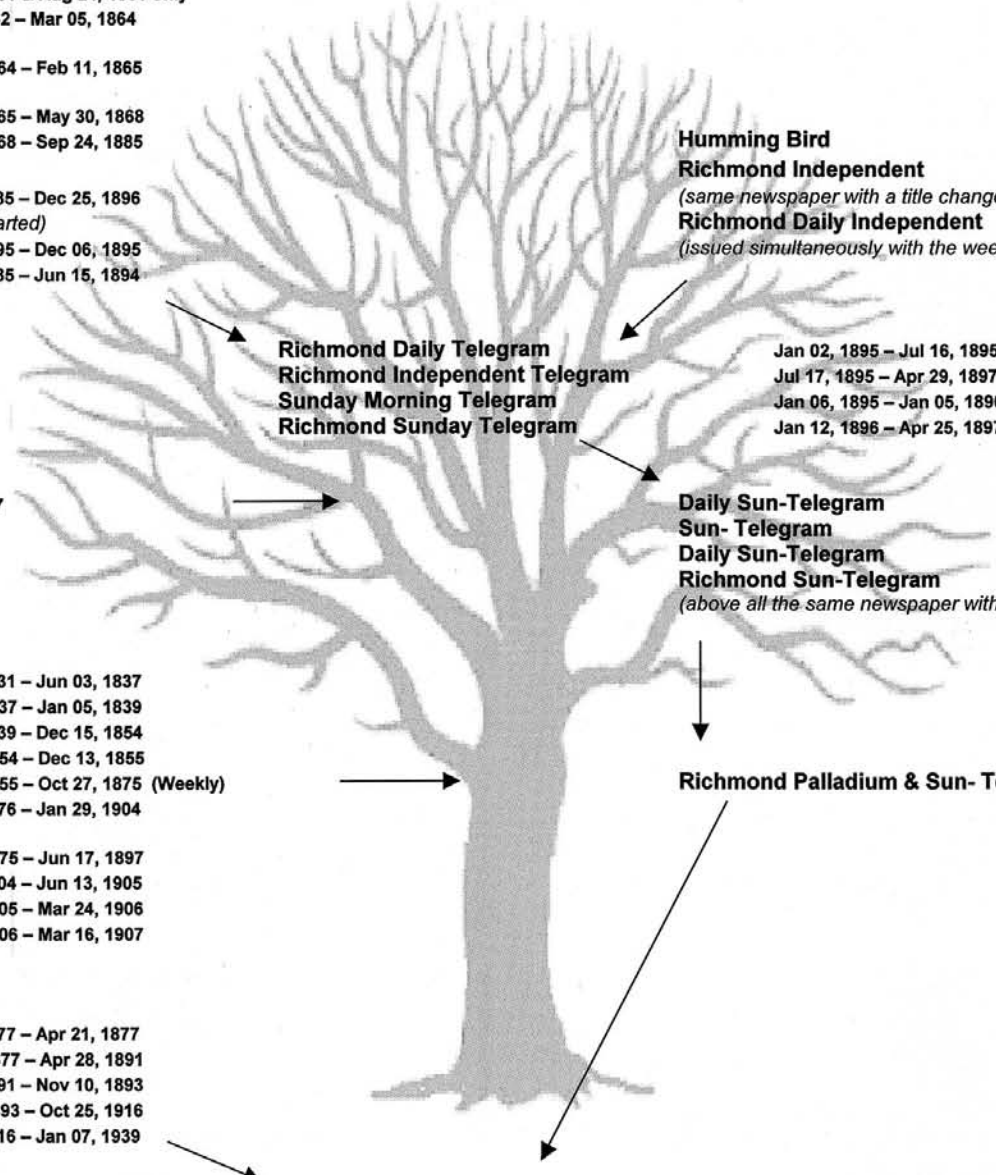 2 – Mar 05, 1864
64 – Feb 11, 1865
65 – May 30, 1868
68 – Sep 24, 1885
85 – Dec 25, 1896
arted)
95 – Dec 06, 1895
85 – Jun 15, 1894
Humming Bird
Richmond Independent
(same newspaper with a title change
Richmond Daily Independent
(issued simultaneously with the wee
Richmond Daily Telegram
Richmond Independent Telegram
Sunday Morning Telegram
Richmond Sunday Telegram
Jan 02, 1895 – Jul 16, 1895
Jul 17, 1895 – Apr 29, 1897
Jan 06, 1895 – Jan 05, 1896
Jan 12, 1896 – Apr 25, 1897
Daily Sun-Telegram
Sun- Telegram
Daily Sun-Telegram
Richmond Sun-Telegram
(above all the same newspaper with
31 – Jun 03, 1837
37 – Jan 05, 1839
39 – Dec 15, 1854
54 – Dec 13, 1855
55 – Oct 27, 1875 (Weekly)
76 – Jan 29, 1904
75 – Jun 17, 1897
04 – Jun 13, 1905
05 – Mar 24, 1906
06 – Mar 16, 1907
Richmond Palladium & Sun- T
77 – Apr 21, 1877
877 – Apr 28, 1891
91 – Nov 10, 1893
93 – Oct 25, 1916
16 – Jan 07, 1939